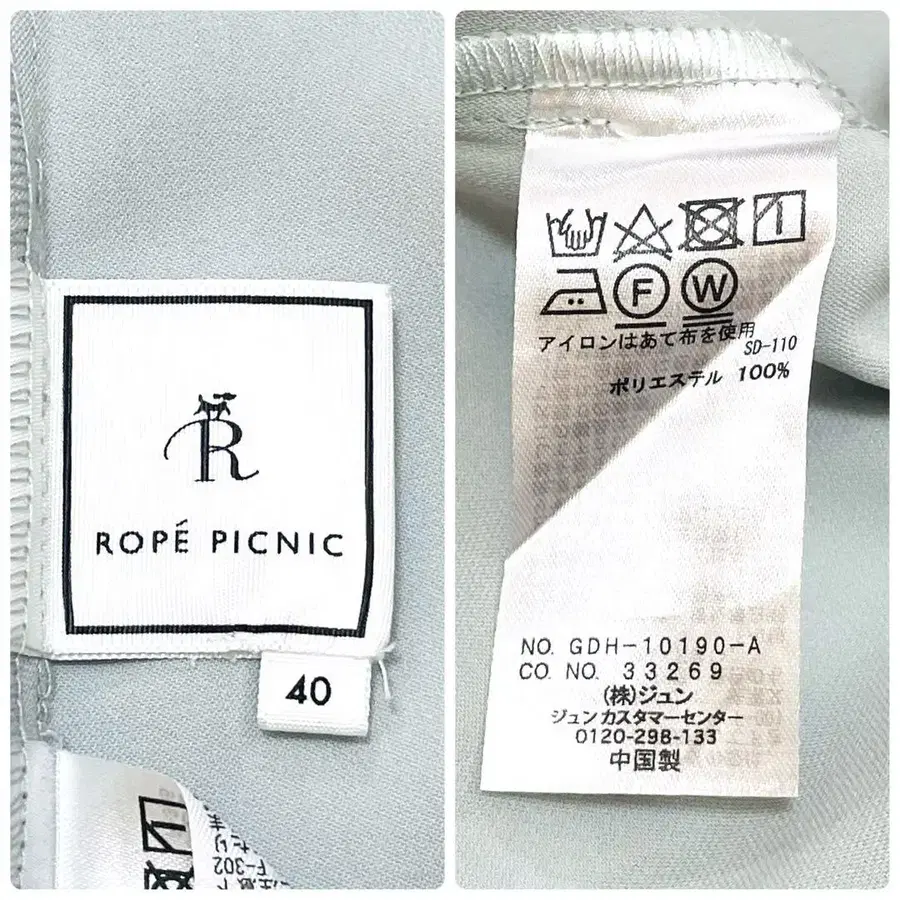 R
ROPÉ PICNIC
40
F-302
F
W
アイロンはあて布を使用
SD-110
ポリエステル 100%
NO. GDH-10190-A
CO. NO. 33269
(株)ジュン
ジュンカスタマーセンター
0120-298-133
中国製